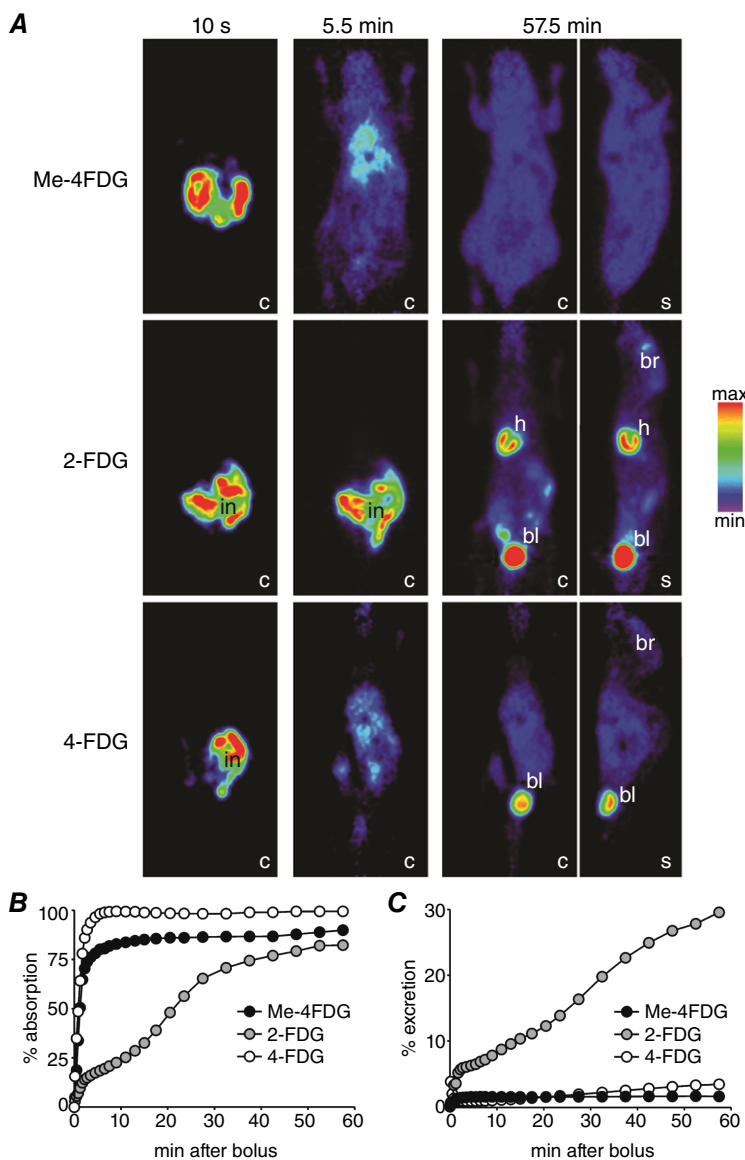 A
10 s 5.5 min 57.5 min
Me-4FDG
c c c s
2-FDG
in in h h br
bl bl
c c c s
max
min
4-FDG
in br
bl bl
c c c s
B
% absorption
100
75
50
25
0
Me-4FDG
2-FDG
4-FDG
0 10 20 30 40 50 60
min after bolus
C
% excretion
30
20
10
0
Me-4FDG
2-FDG
4-FDG
0 10 20 30 40 50 60
min after bolus